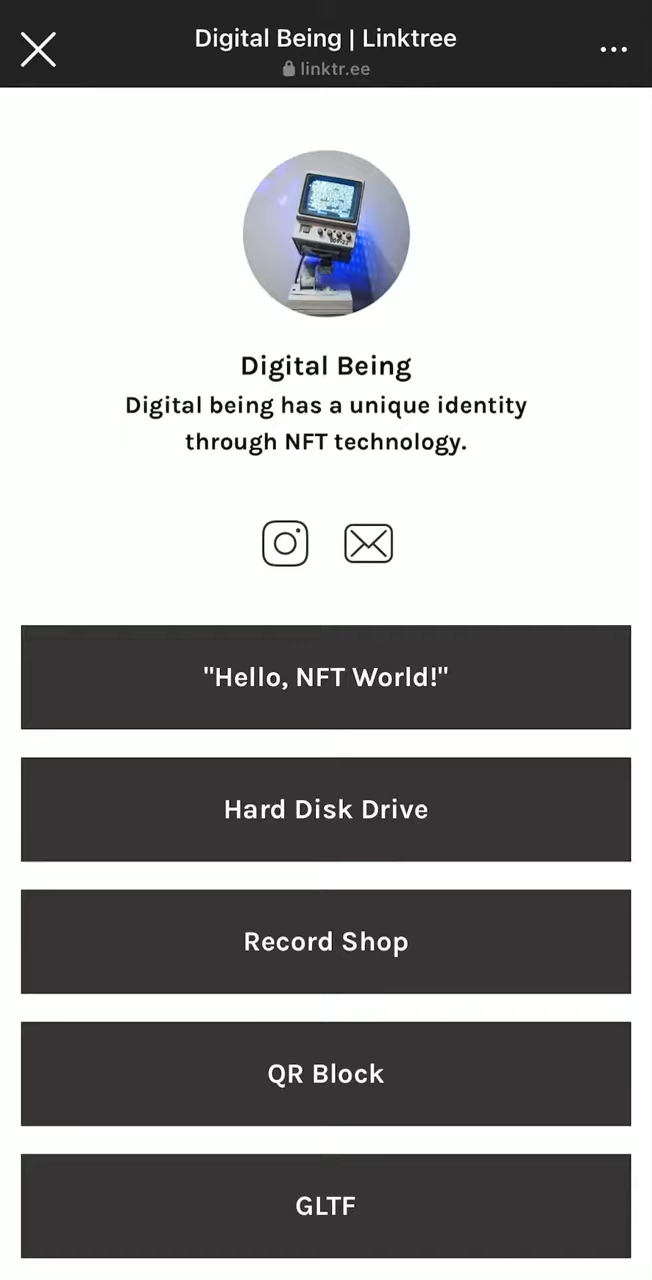 Digital Being | Linktree
linktr.ee
Digital Being
Digital being has a unique identity
through NFT technology.
"Hello, NFT World!"
Hard Disk Drive
Record Shop
QR Block
GLTF